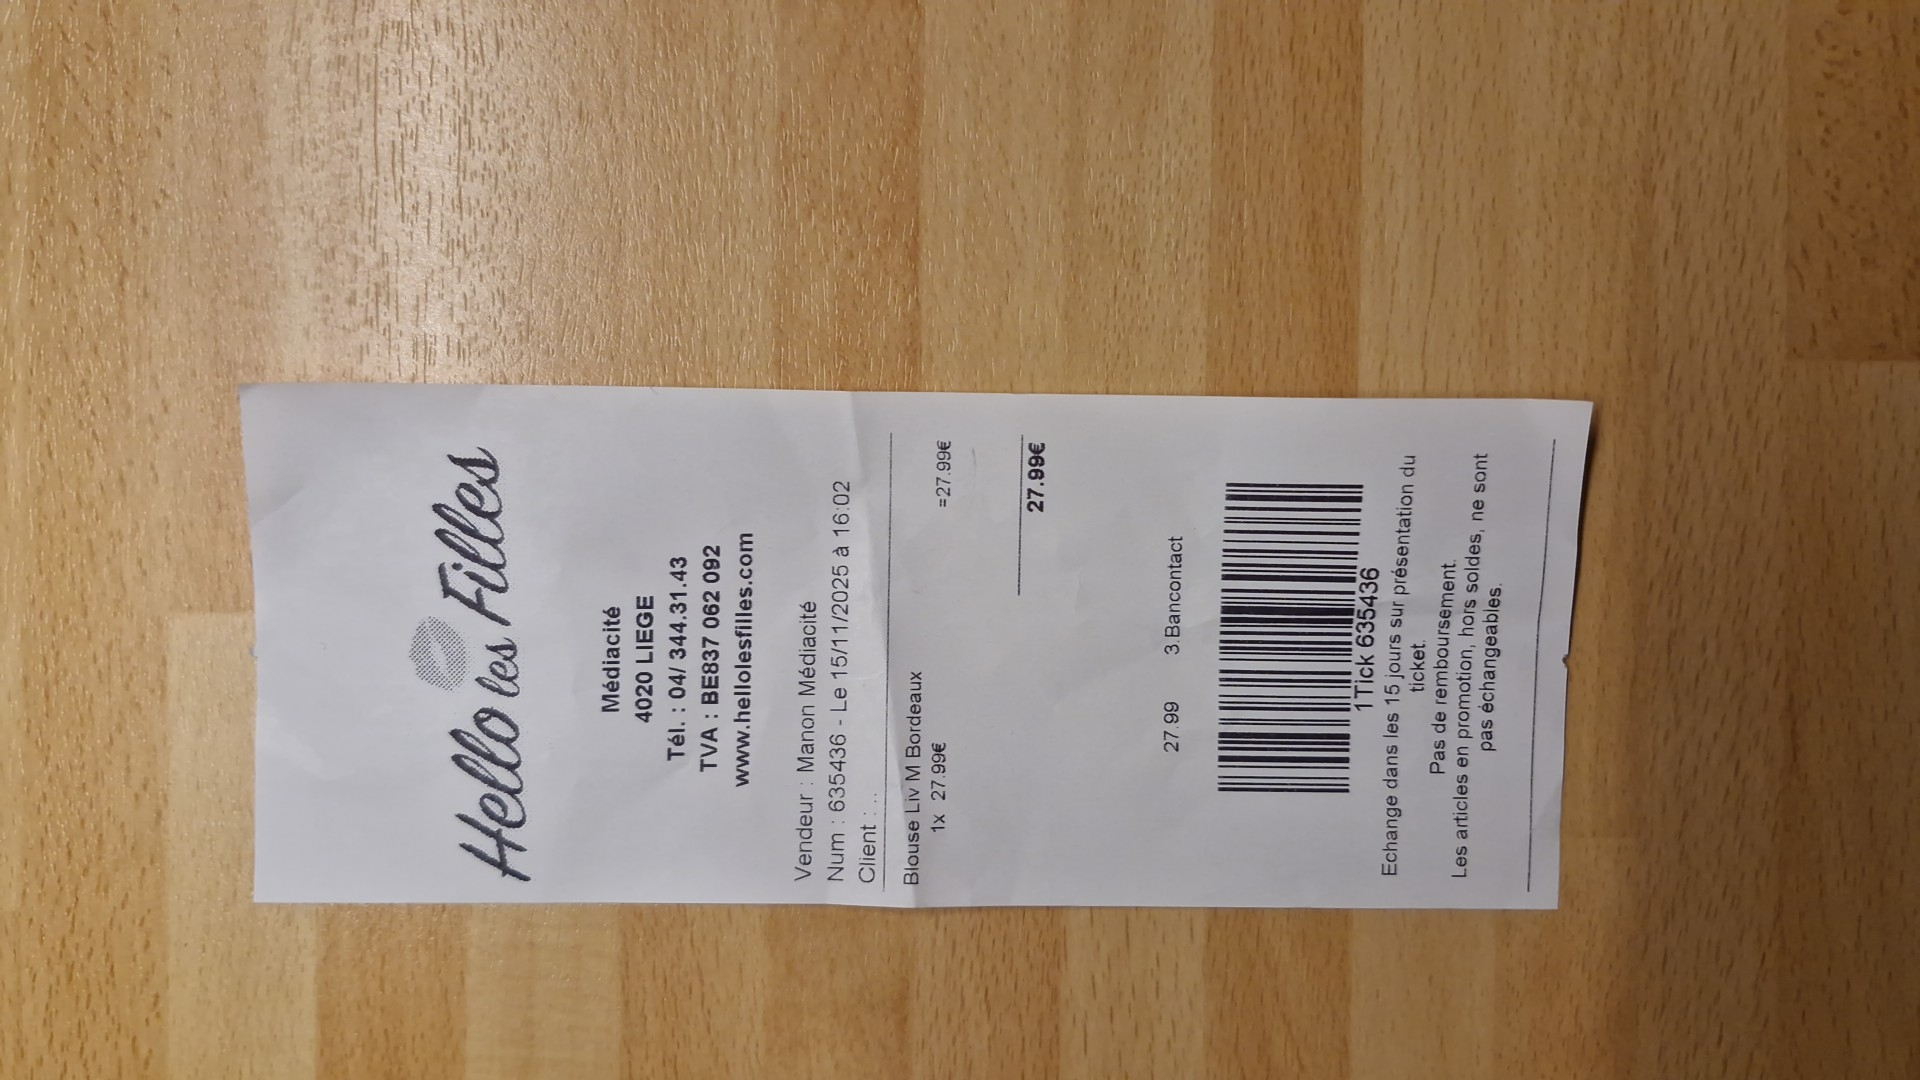 Hello les Filles
Médiacité
4020 LIEGE
Tél. : 04/ 344.31.43
TVA : BE837 062 092
www.hellolesfilles.com
Vendeur : Manon Médiacité
Num : 635436 - Le 15/11/2025 à 16:02
Client : ..
Blouse Liv M Bordeaux
1x 27.99€ =27.99€
27.99€
27.99 3.Bancontact
1Tick 635436
Echange dans les 15 jours sur présentation du
ticket.
Pas de remboursement.
Les articles en promotion, hors soldes, ne sont
pas échangeables.